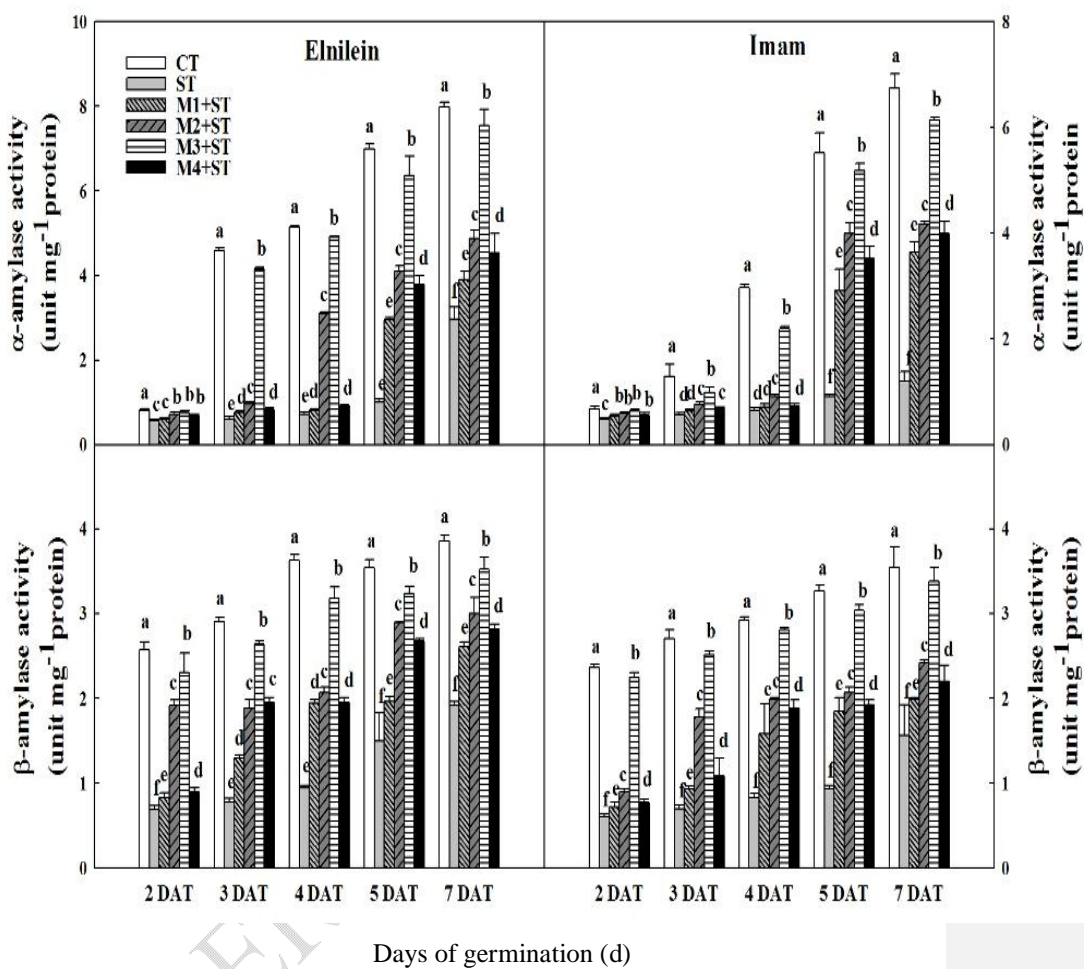 Elnilein
Imam
CT
ST
M1+ST
M2+ST
M3+ST
M4+ST
α-amylase activity
(unit mg⁻¹protein)
10
8
6
4
2
0
a c c b b b
a e d c b d
a e d c b d
a e e c b d
a f e c b d
8
6
4
2
0
α-amylase activity
(unit mg⁻¹protein
a c b b b b
a d d c b c
a d d c b d
a f e c b d
a f e c b d
β-amylase activity
(unit mg⁻¹protein)
4
3
2
1
0
a f e c b d
a e d c b c
a e d c b d
a f e c b d
a f e c b d
4
3
2
1
0
β-amylase activity
(unit mg⁻¹protein)
a f e c b d
a f e c b d
a f e c b d
a f e c b d
a f e c b d
2 DAT 3 DAT 4 DAT 5 DAT 7 DAT
2 DAT 3 DAT 4 DAT 5 DAT 7 DAT
Days of germination (d)